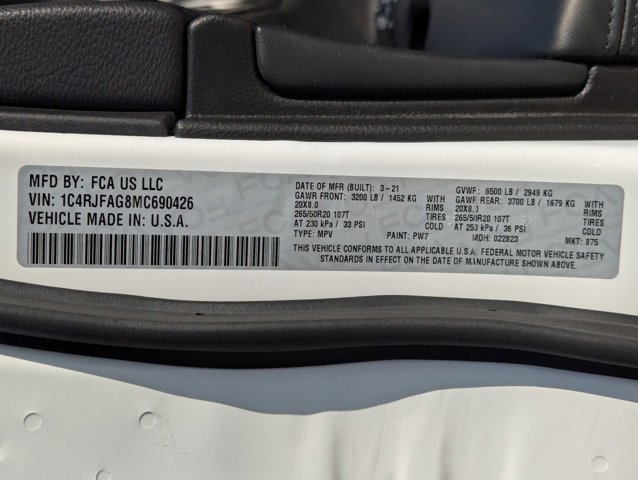 MFD BY: FCA US LLC
VIN: 1C4RJFAG8MC690426
VEHICLE MADE IN U.S.A.
DATE OF MFR (BUILT): 3-21 GVWF: 6500 LB / 2949 KG
GAWR FRONT: 3200 LB / 1452 KG WITH GAWR REAR: 3700 LB / 1679 KG WITH
20X8.0 RIMS 20X8.0 RIMS
265/50R20 107T TIRES 265/50R20 107T TIRES
AT 230 kPa / 33 PSI COLD AT 250 kPa / 36 PSI COLD
TYPE: MPV PAINT: PW7 MDH: 022823 MKT: 875
THIS VEHICLE CONFORMS TO ALL APPLICABLE U.S.A. FEDERAL MOTOR VEHICLE SAFETY
STANDARDS IN EFFECT ON THE DATE OF MANUFACTURE SHOWN ABOVE.